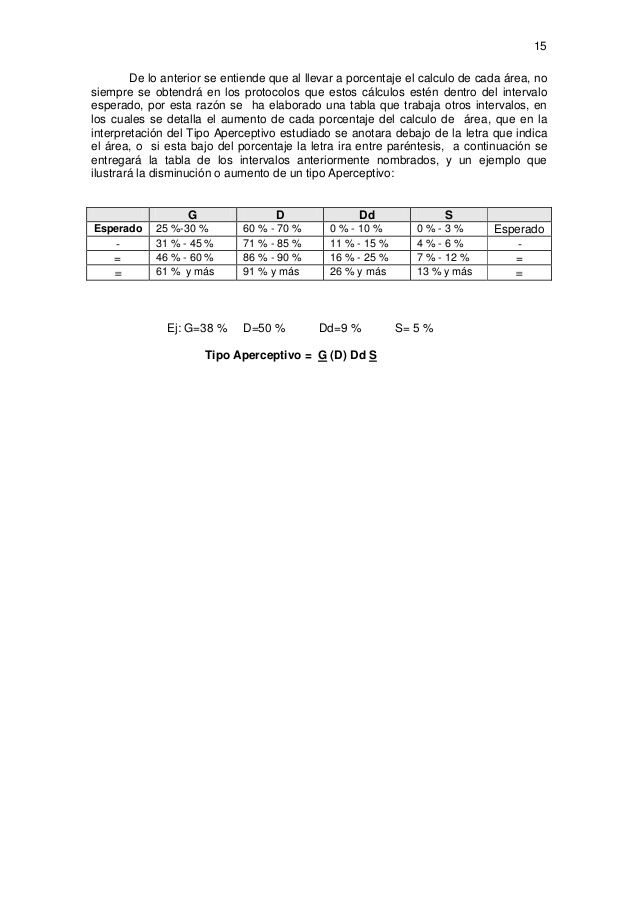 15
De lo anterior se entiende que al llevar a porcentaje el calculo de cada área, no
siempre se obtendrá en los protocolos que estos cálculos estén dentro del intervalo
esperado, por esta razón se ha elaborado una tabla que trabaja otros intervalos, en
los cuales se detalla el aumento de cada porcentaje del calculo de área, que en la
interpretación del Tipo Aperceptivo estudiado se anotara debajo de la letra que indica
el área, o si esta bajo del porcentaje la letra ira entre paréntesis, a continuación se
entregará la tabla de los intervalos anteriormente nombrados, y un ejemplo que
ilustrará la disminución o aumento de un tipo Aperceptivo:
G D Dd S
Esperado 25 %-30 % 60 % - 70 % 0 % - 10 % 0 % - 3 % Esperado
- 31 % - 45 % 71 % - 85 % 11 % - 15 % 4 % - 6 % -
= 46 % - 60 % 86 % - 90 % 16 % - 25 % 7 % - 12 % =
= 61 % y más 91 % y más 26 % y más 13 % y más =
Ej: G=38 % D=50 % Dd=9 % S= 5 %
Tipo Aperceptivo = G (D) Dd S